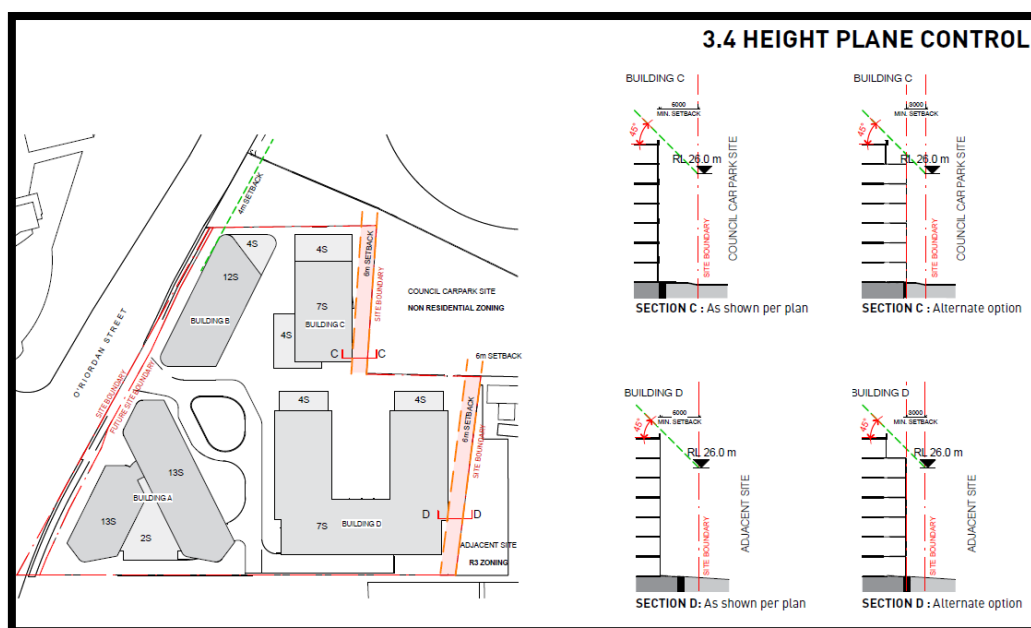 3.4 HEIGHT PLANE CONTROL
BUILDING C
6000
MIN. SETBACK
45°
RL 26.0 m
SITE BOUNDARY
COUNCIL CAR PARK SITE
SECTION C : As shown per plan
BUILDING C
3000
MIN. SETBACK
45°
RL 26.0 m
SITE BOUNDARY
COUNCIL CAR PARK SITE
SECTION C : Alternate option
4m SETBACK
4S
12S
BUILDING B
4S
7S
BUILDING C
4S
6m SETBACK
SITE BOUNDARY
COUNCIL CARPARK SITE
NON RESIDENTIAL ZONING
C
C
6m SETBACK
O'RIORDAN STREET
SITE BOUNDARY
FUTURE SITE BOUNDARY
4S
4S
6m SETBACK
SITE BOUNDARY
13S
BUILDING A
13S
2S
7S
BUILDING D
D
D
ADJACENT SITE
R3 ZONING
BUILDING D
6000
MIN. SETBACK
45°
RL 26.0 m
SITE BOUNDARY
ADJACENT SITE
SECTION D: As shown per plan
BUILDING D
3000
MIN. SETBACK
45°
RL 26.0 m
SITE BOUNDARY
ADJACENT SITE
SECTION D : Alternate option